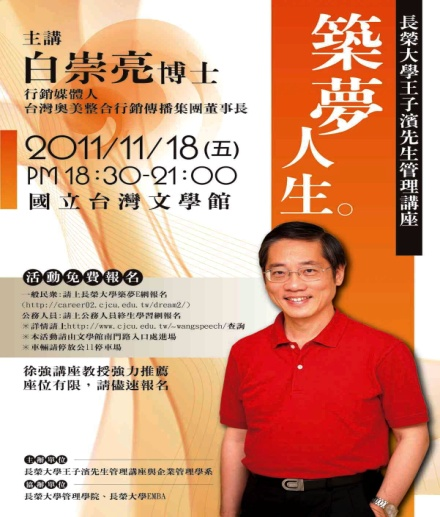 長榮大學王子濱先生管理講座
築夢人生。
主講
白崇亮博士
行銷媒體人
台灣奧美整合行銷傳播集團董事長
2011/11/18(五)
PM 18:30-21:00
國立台灣文學館
活動免費報名
一般民眾:請上長榮大學築夢E網報名
(http://career02.cjcu.edu.tw/dream2/)
公務人員:請上公務人員終生學習網報名
※詳情請上http://www.cjcu.edu.tw/~wangspeech/查詢
※本活動請由文學館南門路入口處進場
※車輛請停放公11停車場
徐強講座教授強力推薦
座位有限，請儘速報名
主辦單位
長榮大學王子濱先生管理講座與企業管理學系
協辦單位
長榮大學管理學院、長榮大學EMBA